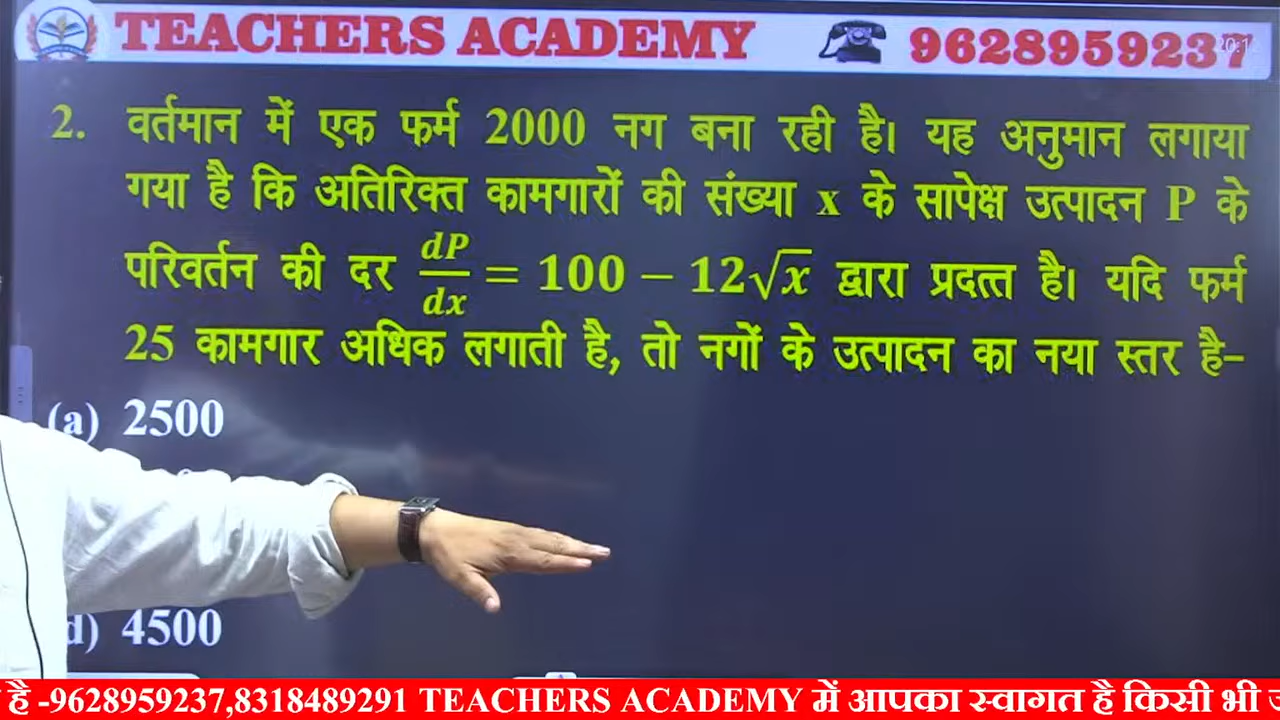 TEACHERS ACADEMY 9628959237
2. वर्तमान में एक फर्म 2000 नग बना रही है। यह अनुमान लगाया
गया है कि अतिरिक्त कामगारों की संख्या x के सापेक्ष उत्पादन P के
परिवर्तन की दर dP/dx = 100 − 12√x द्वारा प्रदत्त है। यदि फर्म
25 कामगार अधिक लगाती है, तो नगों के उत्पादन का नया स्तर है–
(a) 2500
d) 4500
है -9628959237,8318489291 TEACHERS ACADEMY में आपका स्वागत है किसी भी